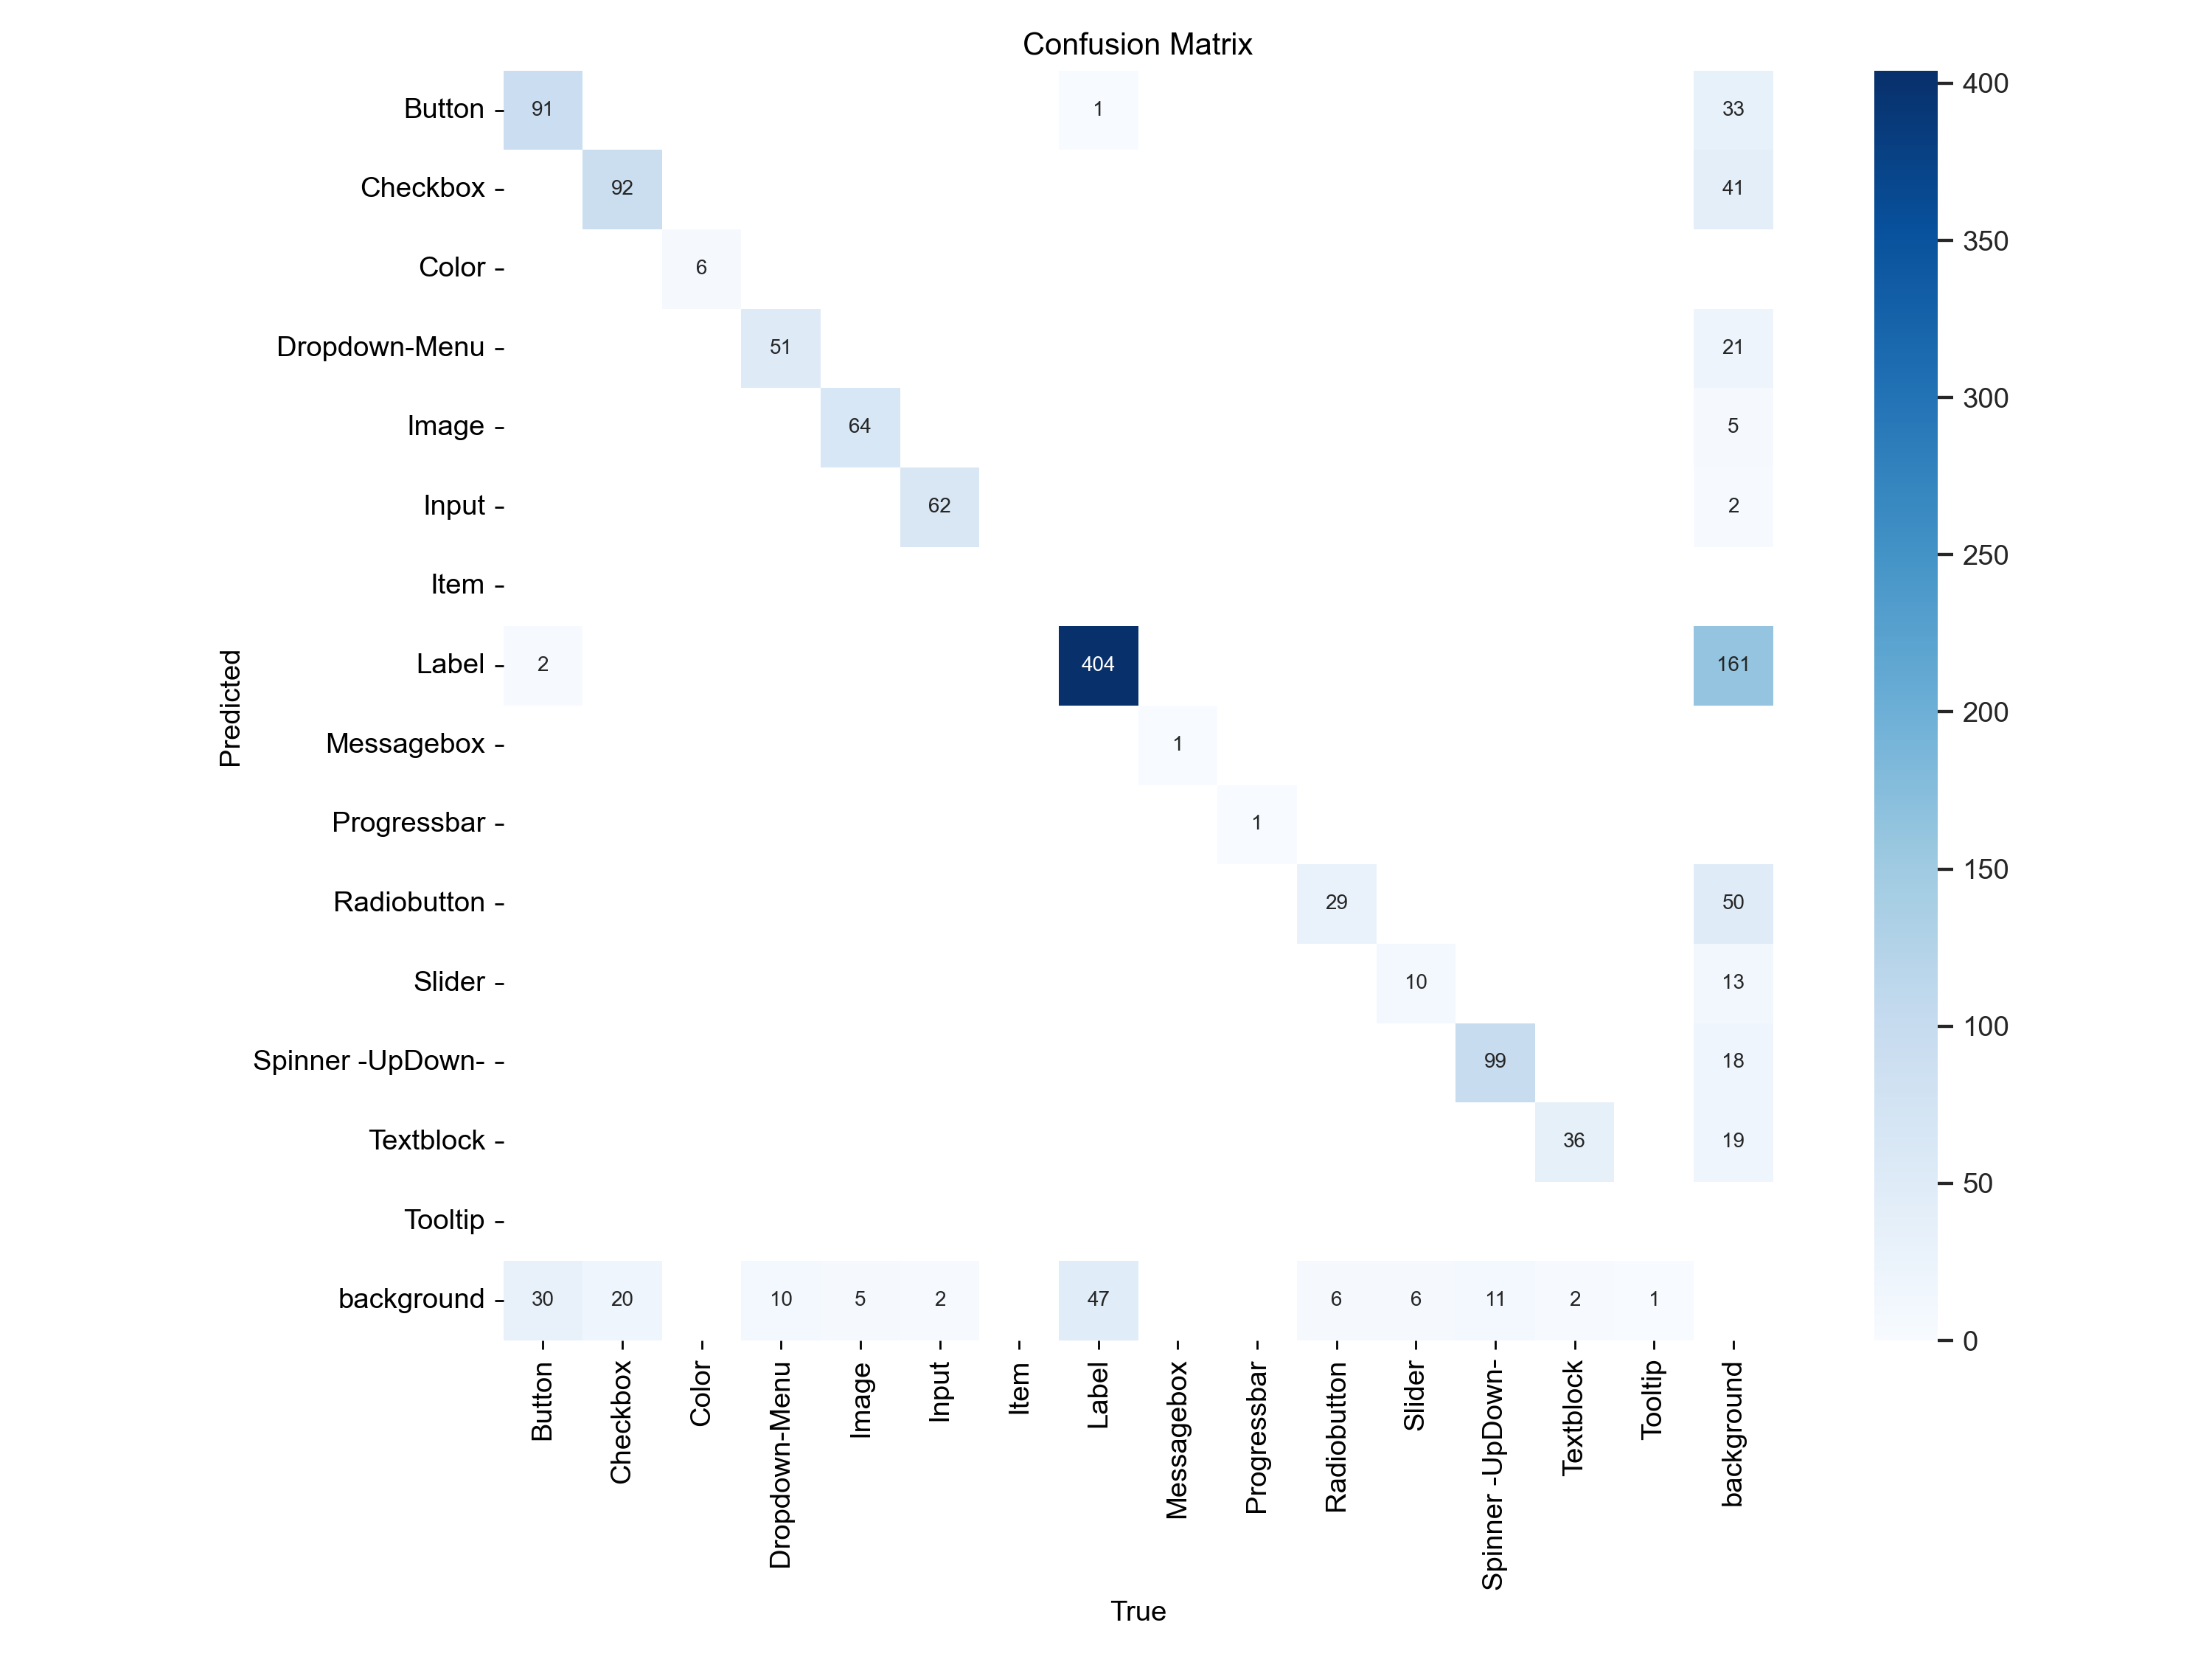 Confusion Matrix
Button 91 1 33
Checkbox 92 41
Color 6
Dropdown-Menu 51 21
Image 64 5
Input 62 2
Item
Label 2 404 161
Messagebox 1
Progressbar 1
Radiobutton 29 50
Slider 10 13
Spinner -UpDown- 99 18
Textblock 36 19
Tooltip
background 30 20 10 5 2 47 6 6 11 2 1
Predicted
Button
Checkbox
Color
Dropdown-Menu
Image
Input
Item
Label
Messagebox
Progressbar
Radiobutton
Slider
Spinner -UpDown-
Textblock
Tooltip
background
True
400
350
300
250
200
150
100
50
0